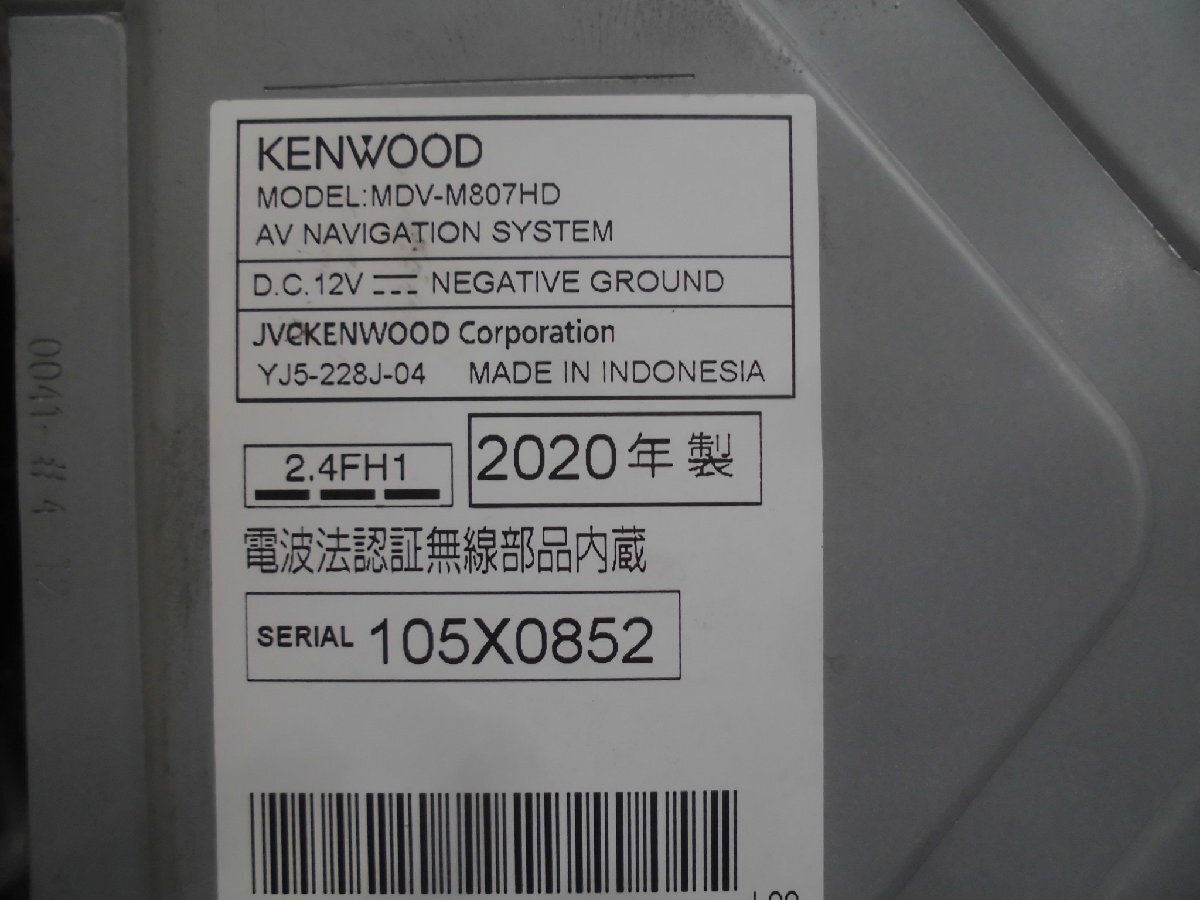 KENWOOD
MODEL:MDV-M807HD
AV NAVIGATION SYSTEM
D.C.12V NEGATIVE GROUND
JVCKENWOOD Corporation
YJ5-228J-04 MADE IN INDONESIA
2.4FH1
2020年製
電波法認証無線部品内蔵
SERIAL 105X0852